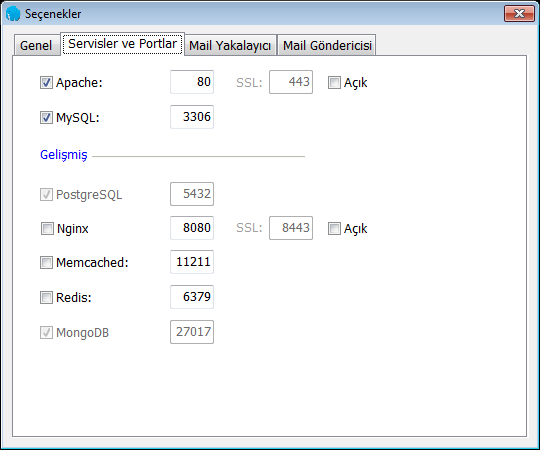 Seçenekler
Genel Servisler ve Portlar Mail Yakalayıcı Mail Göndericisi
Apache: 80 SSL: 443 Açık
MySQL: 3306
Gelişmiş
PostgreSQL 5432
Nginx 8080 SSL: 8443 Açık
Memcached: 11211
Redis: 6379
MongoDB 27017